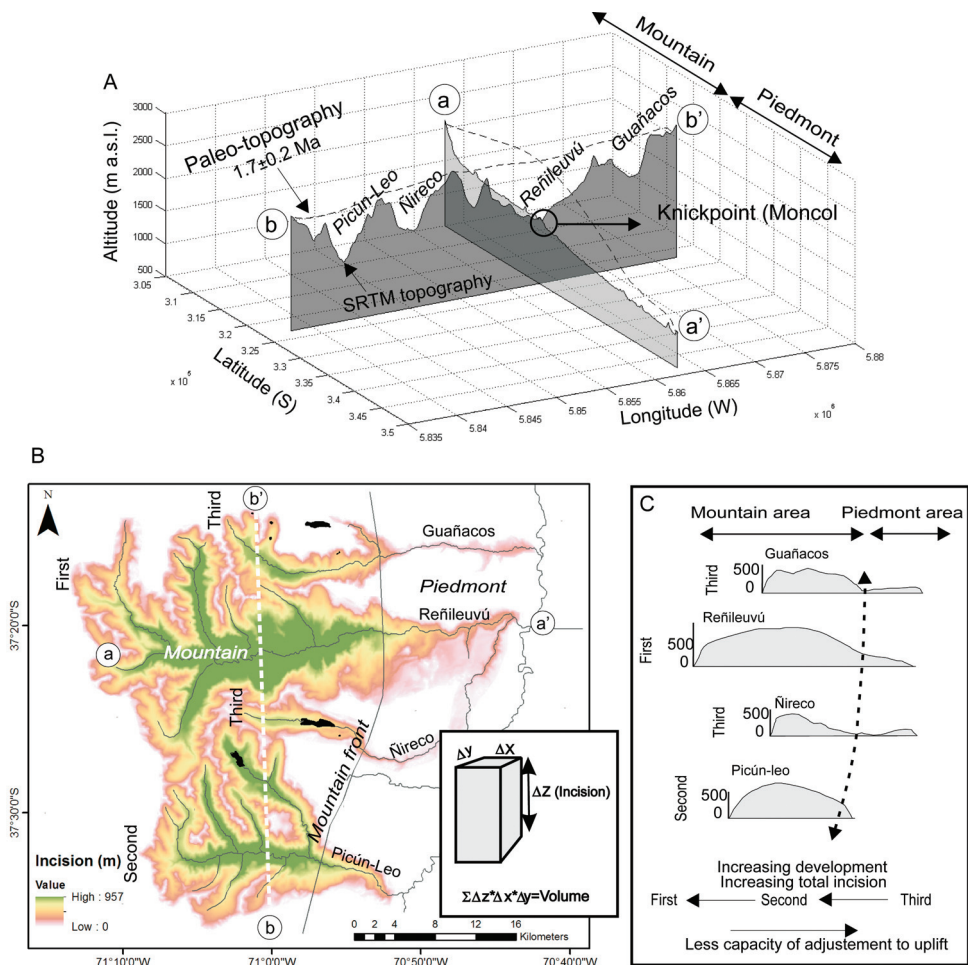 A
Mountain
Piedmont
Altitude (m a.s.l.)
3000
2500
2000
1500
1000
500
Paleo-topography
1.7±0.2 Ma
a
b
b'
a'
Picún-Leo
Ñireco
Reñileuvú
Guañacos
Knickpoint (Moncol
SRTM topography
3.05
3.1
3.15
3.2
3.25
3.3
3.35
3.4
3.45
3.5
x 10⁶
Latitude (S)
5.835
5.84
5.845
5.85
5.855
5.86
5.865
5.87
5.875
5.88
x 10⁶
Longitude (W)
B
N
37°20'0"S
37°30'0"S
71°10'0"W
71°0'0"W
70°50'0"W
70°40'0"W
First
Third
b'
Guañacos
Piedmont
Reñileuvú
a'
a
Mountain
Third
Ñireco
Mountain front
Second
Picún-Leo
b
Incision (m)
Value
High : 957
Low : 0
Δy
ΔX
ΔZ (Incision)
ΣΔz*Δx*Δy=Volume
0 2 4 8 12 16
Kilometers
C
Mountain area
Piedmont area
Guañacos
Third
500
0
Reñileuvú
First
500
0
Ñireco
Third
500
0
Picún-leo
Second
500
0
Increasing development
Increasing total incision
First
Second
Third
Less capacity of adjustement to uplift